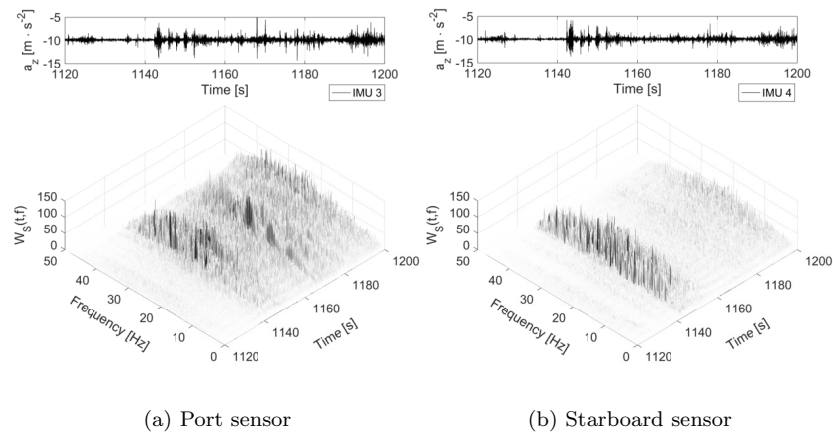 -5
-10
-15
a_z [m · s⁻²]
1120 1140 1160 1180 1200
Time [s]
IMU 3
150
100
50
0
W_S(t,f)
50 40 30 20 10 0
Frequency [Hz]
1120 1140 1160 1180 1200
Time [s]
(a) Port sensor
-5
-10
-15
a_z [m · s⁻²]
1120 1140 1160 1180 1200
Time [s]
IMU 4
150
100
50
0
W_S(t,f)
50 40 30 20 10 0
Frequency [Hz]
1120 1140 1160 1180 1200
Time [s]
(b) Starboard sensor